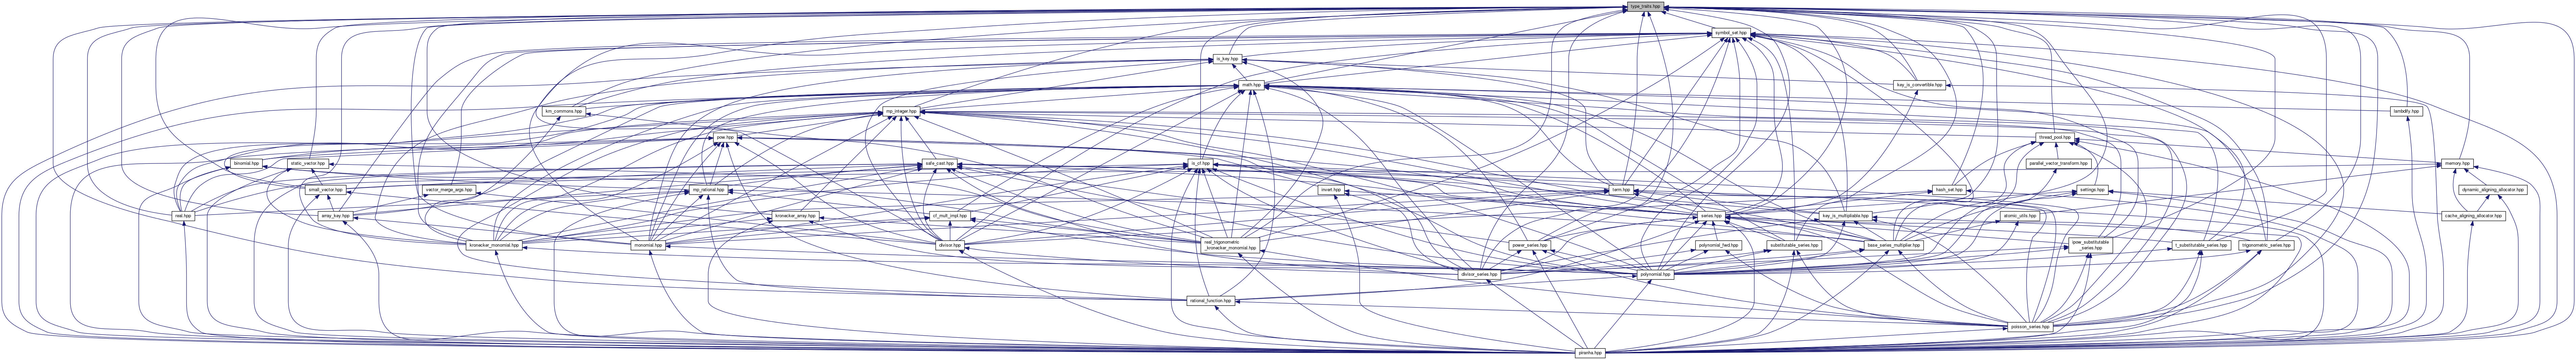 type_traits.hpp
symbol_set.hpp
is_key.hpp
math.hpp
key_is_convertible.hpp
km_commons.hpp
mp_integer.hpp
lambdify.hpp
pow.hpp
thread_pool.hpp
binomial.hpp
static_vector.hpp
safe_cast.hpp
is_cf.hpp
parallel_vector_transform.hpp
memory.hpp
small_vector.hpp
vector_merge_args.hpp
mp_rational.hpp
invert.hpp
term.hpp
hash_set.hpp
settings.hpp
dynamic_aligning_allocator.hpp
real.hpp
array_key.hpp
kronecker_array.hpp
cf_mult_impl.hpp
series.hpp
key_is_multipliable.hpp
atomic_utils.hpp
cache_aligning_allocator.hpp
kronecker_monomial.hpp
monomial.hpp
divisor.hpp
real_trigonometric
_kronecker_monomial.hpp
power_series.hpp
polynomial_fwd.hpp
substitutable_series.hpp
base_series_multiplier.hpp
ipow_substitutable
_series.hpp
t_substitutable_series.hpp
trigonometric_series.hpp
divisor_series.hpp
polynomial.hpp
rational_function.hpp
poisson_series.hpp
piranha.hpp